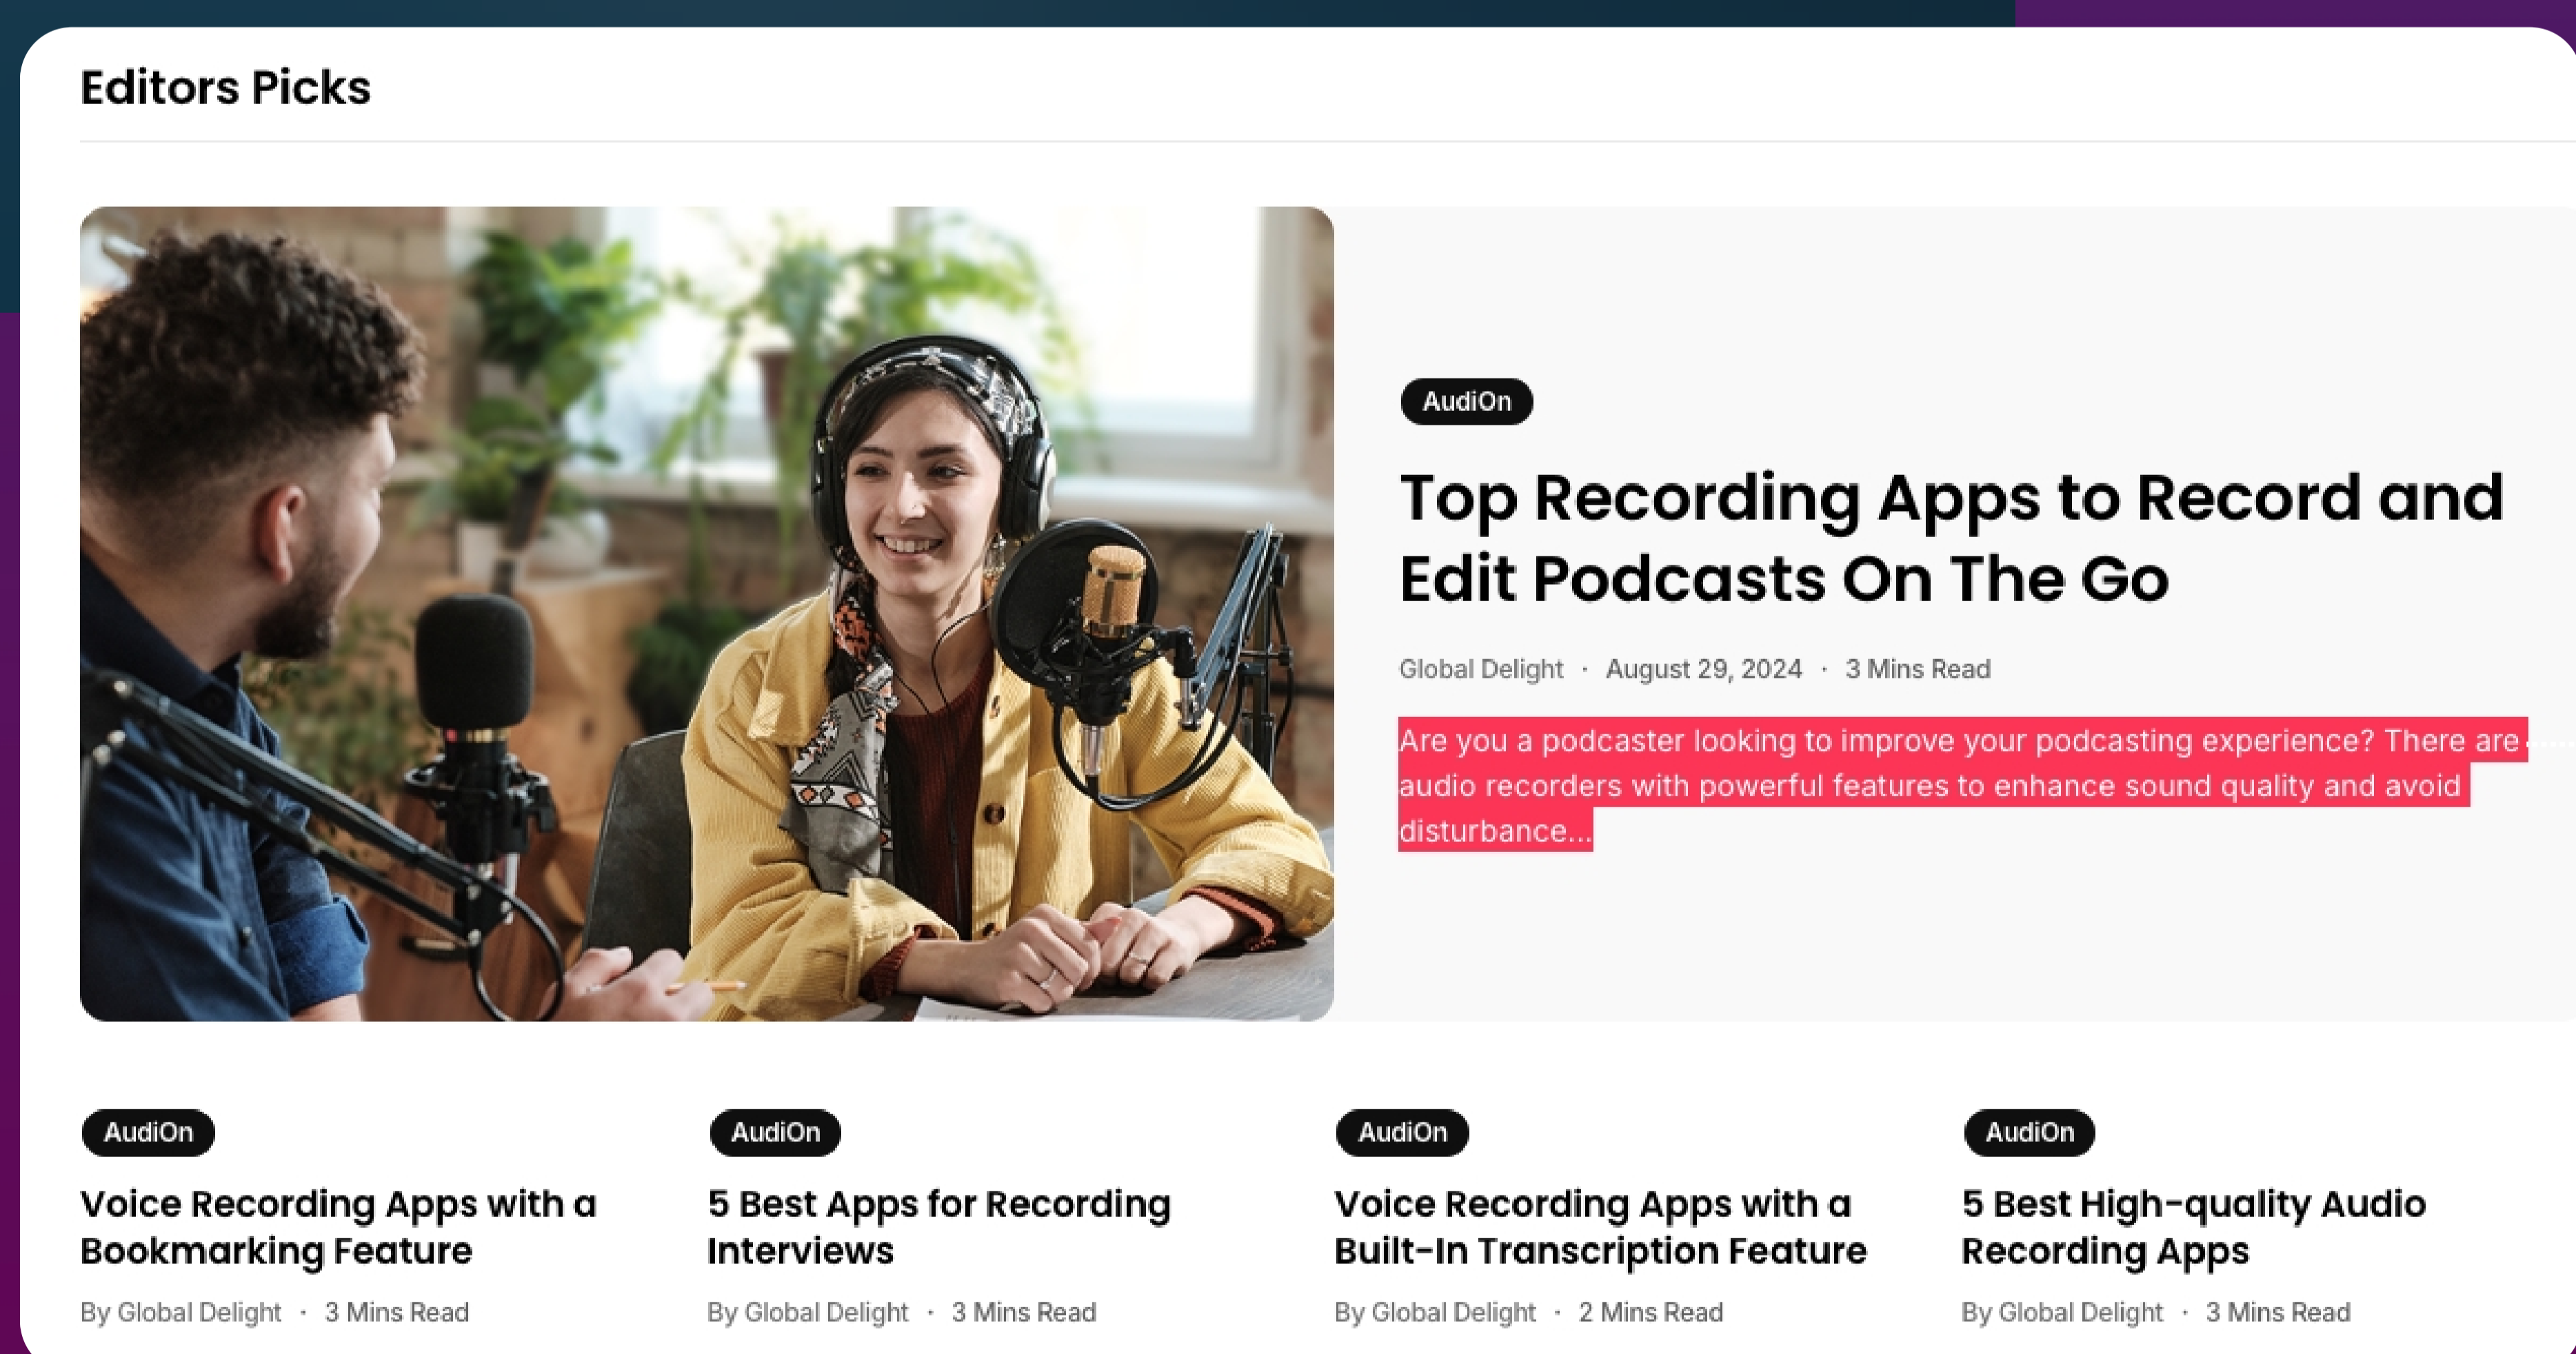 Editors Picks
AudiOn
Top Recording Apps to Record and
Edit Podcasts On The Go
Global Delight · August 29, 2024 · 3 Mins Read
Are you a podcaster looking to improve your podcasting experience? There are
audio recorders with powerful features to enhance sound quality and avoid
disturbance...
AudiOn
Voice Recording Apps with a
Bookmarking Feature
By Global Delight · 3 Mins Read
AudiOn
5 Best Apps for Recording
Interviews
By Global Delight · 3 Mins Read
AudiOn
Voice Recording Apps with a
Built-In Transcription Feature
By Global Delight · 2 Mins Read
AudiOn
5 Best High-quality Audio
Recording Apps
By Global Delight · 3 Mins Read